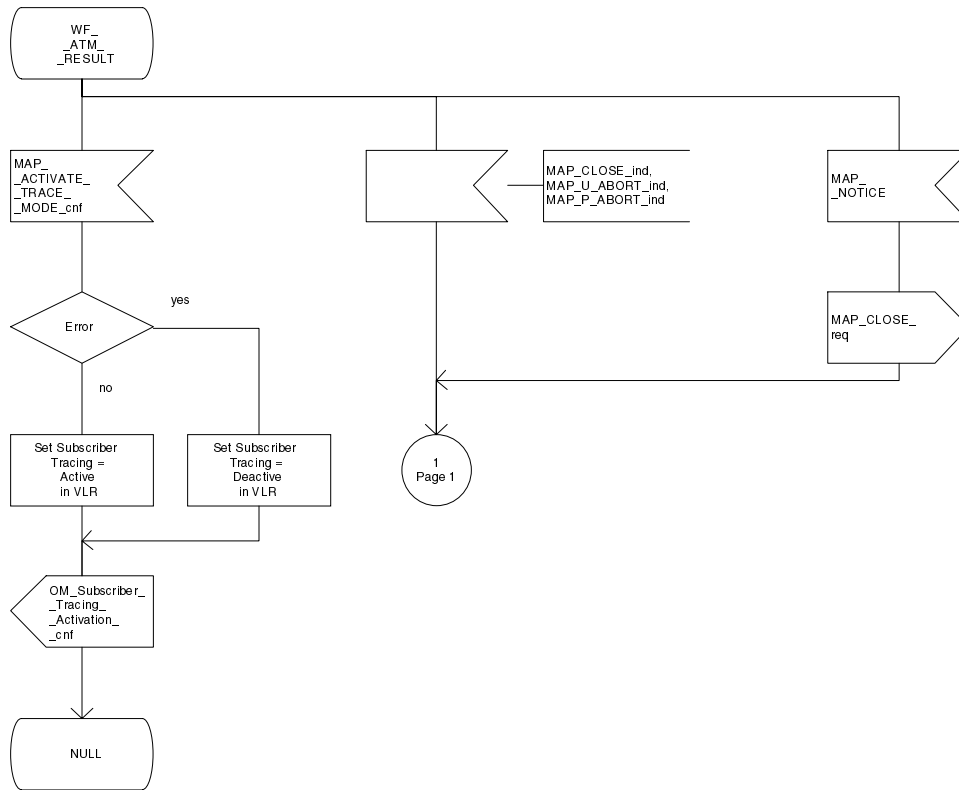 WF_
_ATM_
_RESULT
MAP_
_ACTIVATE_
_TRACE_
_MODE_cnf
MAP_CLOSE_ind,
MAP_U_ABORT_ind,
MAP_P_ABORT_ind
MAP_
_NOTICE
Error
yes
no
MAP_CLOSE_
req
Set Subscriber
Tracing =
Active
in VLR
Set Subscriber
Tracing =
Deactive
in VLR
1
Page 1
OM_Subscriber_
_Tracing_
_Activation_
_cnf
NULL